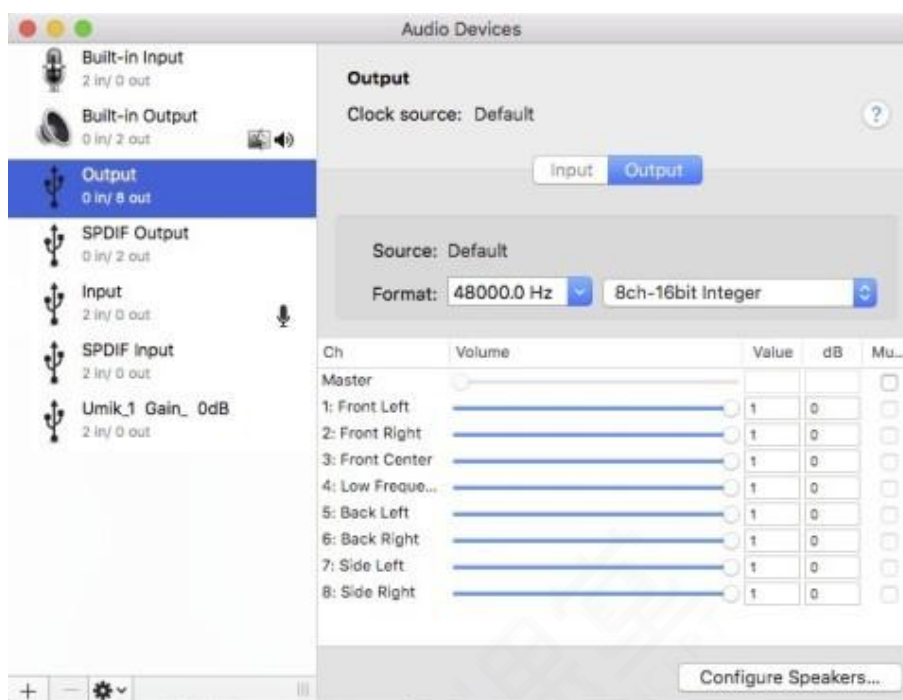 Audio Devices
Built-in Input
2 in/ 0 out
Built-in Output
0 in/ 2 out
Output
0 in/ 8 out
SPDIF Output
0 in/ 2 out
Input
2 in/ 0 out
SPDIF Input
2 in/ 0 out
Umik_1 Gain_ 0dB
2 in/ 0 out
+ −
Output
Clock source: Default
?
Input Output
Source: Default
Format: 48000.0 Hz 8ch-16bit Integer
Ch Volume Value dB Mu...
Master
1: Front Left 1 0
2: Front Right 1 0
3: Front Center 1 0
4: Low Freque... 1 0
5: Back Left 1 0
6: Back Right 1 0
7: Side Left 1 0
8: Side Right 1 0
Configure Speakers...